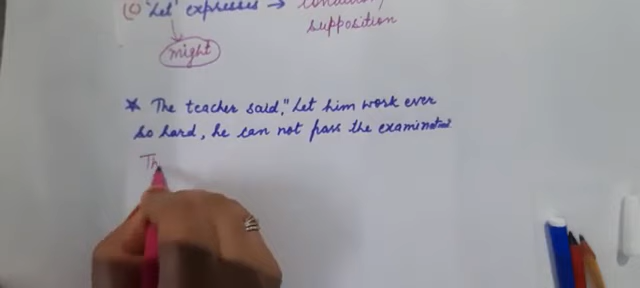 (c) 'Let' expresses →
supposition
might
* The teacher said, "Let him work ever
so hard, he can not pass the examination.
Th